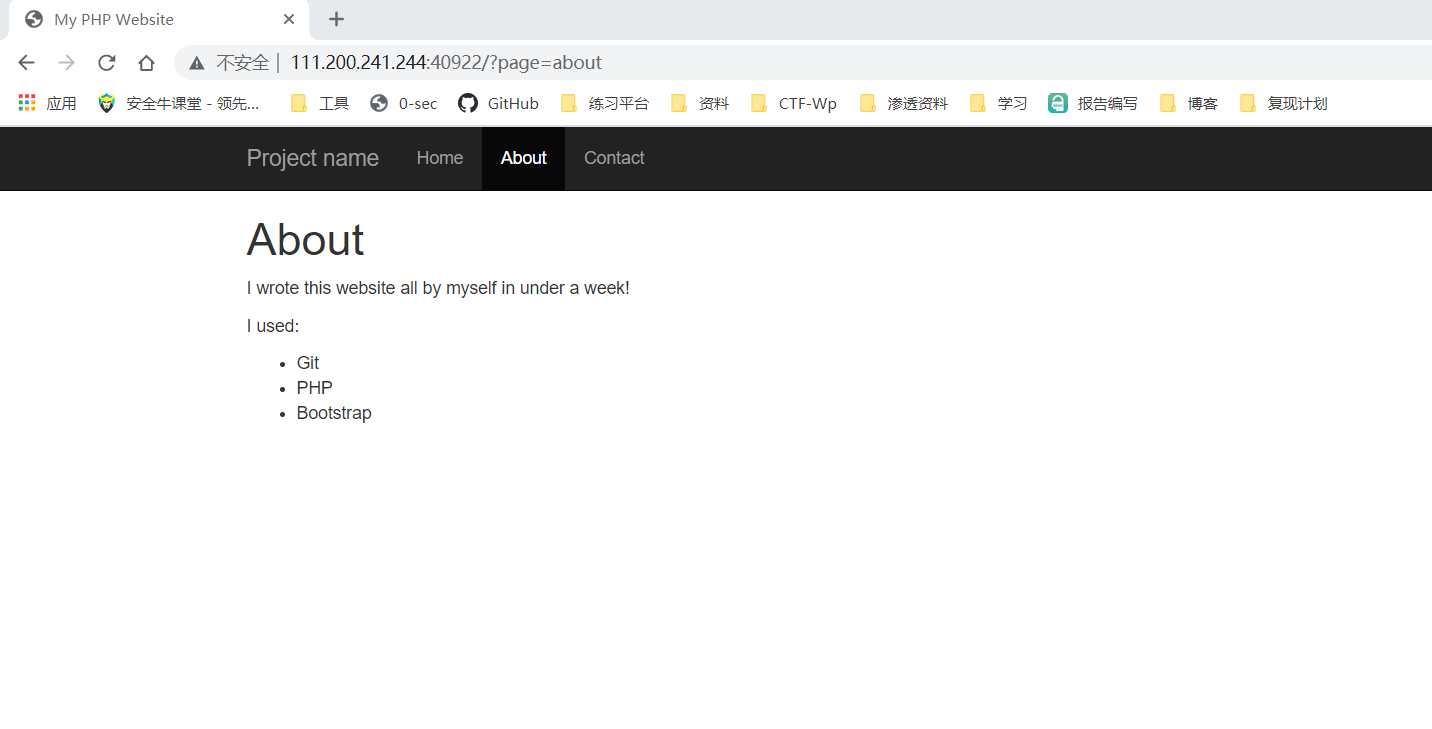 My PHP Website
不安全 | 111.200.241.244:40922/?page=about
应用 安全牛课堂 - 领先... 工具 0-sec GitHub 练习平台 资料 CTF-Wp 渗透资料 学习 报告编写 博客 复现计划
Project name Home About Contact
About
I wrote this website all by myself in under a week!
I used:
Git
PHP
Bootstrap